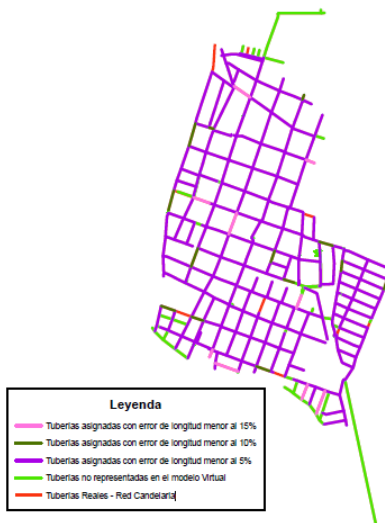 Leyenda
Tuberías asignadas con error de longitud menor al 15%
Tuberías asignadas con error de longitud menor al 10%
Tuberías asignadas con error de longitud menor al 5%
Tuberías no representadas en el modelo Virtual
Tuberías Reales - Red Candelaria